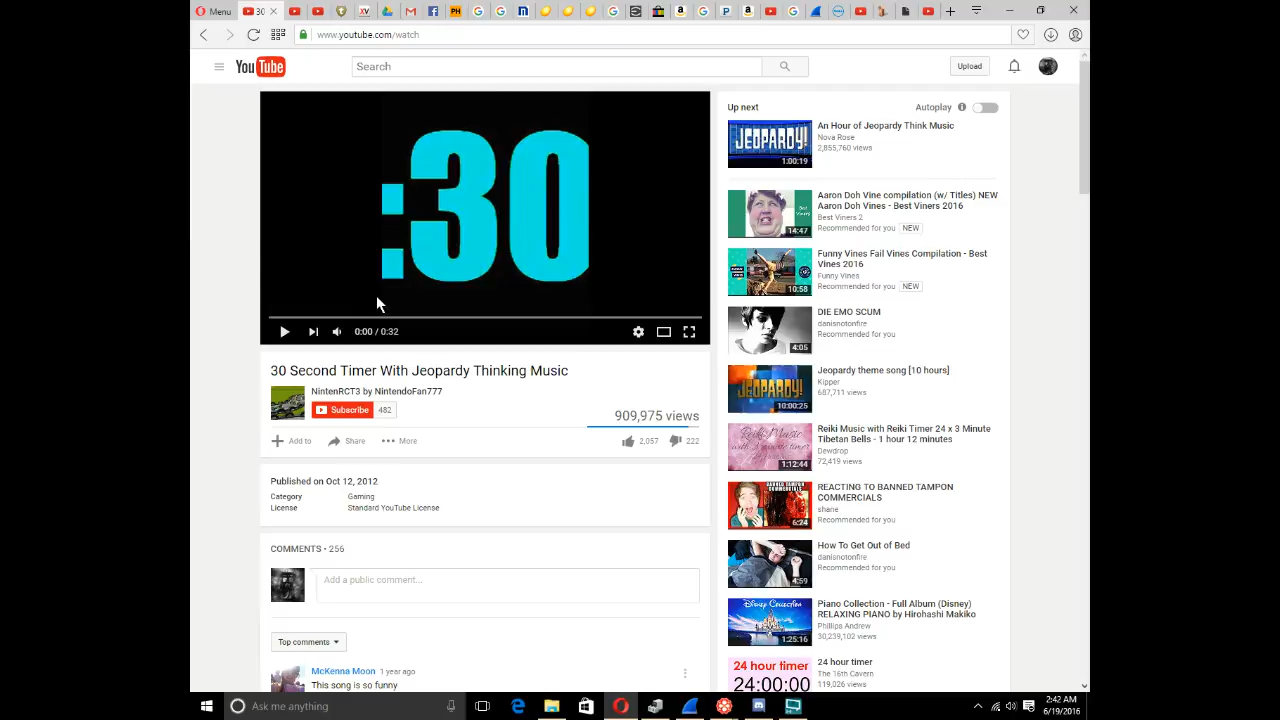 Menu
30
www.youtube.com/watch
YouTube
Search
Upload
:30
0:00 / 0:32
30 Second Timer With Jeopardy Thinking Music
NintenRCT3 by NintendoFan777
Subscribe 482
909,975 views
Add to Share More
2,057 222
Published on Oct 12, 2012
Category Gaming
License Standard YouTube License
COMMENTS • 256
Add a public comment...
Top comments
McKenna Moon 1 year ago
This song is so funny
Up next Autoplay
JEOPARDY!
1:00:19
An Hour of Jeopardy Think Music
Nova Rose
2,855,760 views
14:47
Aaron Doh Vine compilation (w/ Titles) NEW
Aaron Doh Vines - Best Viners 2016
Best Viners 2
Recommended for you NEW
10:58
Funny Vines Fail Vines Compilation - Best
Vines 2016
Funny Vines
Recommended for you NEW
4:05
DIE EMO SCUM
danisnotonfire
Recommended for you
JEOPARDY!
10:00:25
Jeopardy theme song [10 hours]
Kipper
687,711 views
1:12:44
Reiki Music with Reiki Timer 24 x 3 Minute
Tibetan Bells - 1 hour 12 minutes
Dewdrop
72,419 views
6:24
REACTING TO BANNED TAMPON
COMMERCIALS
shane
Recommended for you
4:59
How To Get Out of Bed
danisnotonfire
Recommended for you
Disney Collection
1:25:16
Piano Collection - Full Album (Disney)
RELAXING PIANO by Hirohashi Makiko
Phillips Andrew
30,239,102 views
24 hour timer
24:00:00
24 hour timer
The 16th Cavern
119,026 views
Ask me anything
2:42 AM
6/19/2016